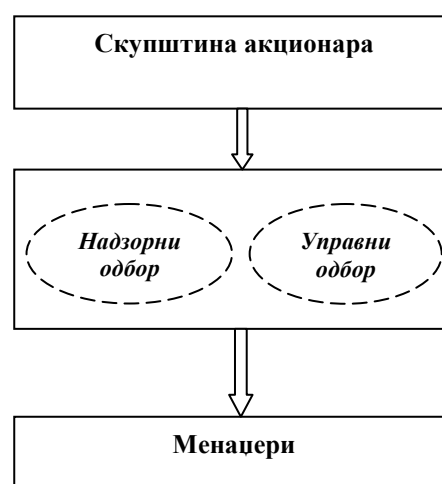 Скупштина акционара
Надзорни
одбор
Управни
одбор
Менаџери